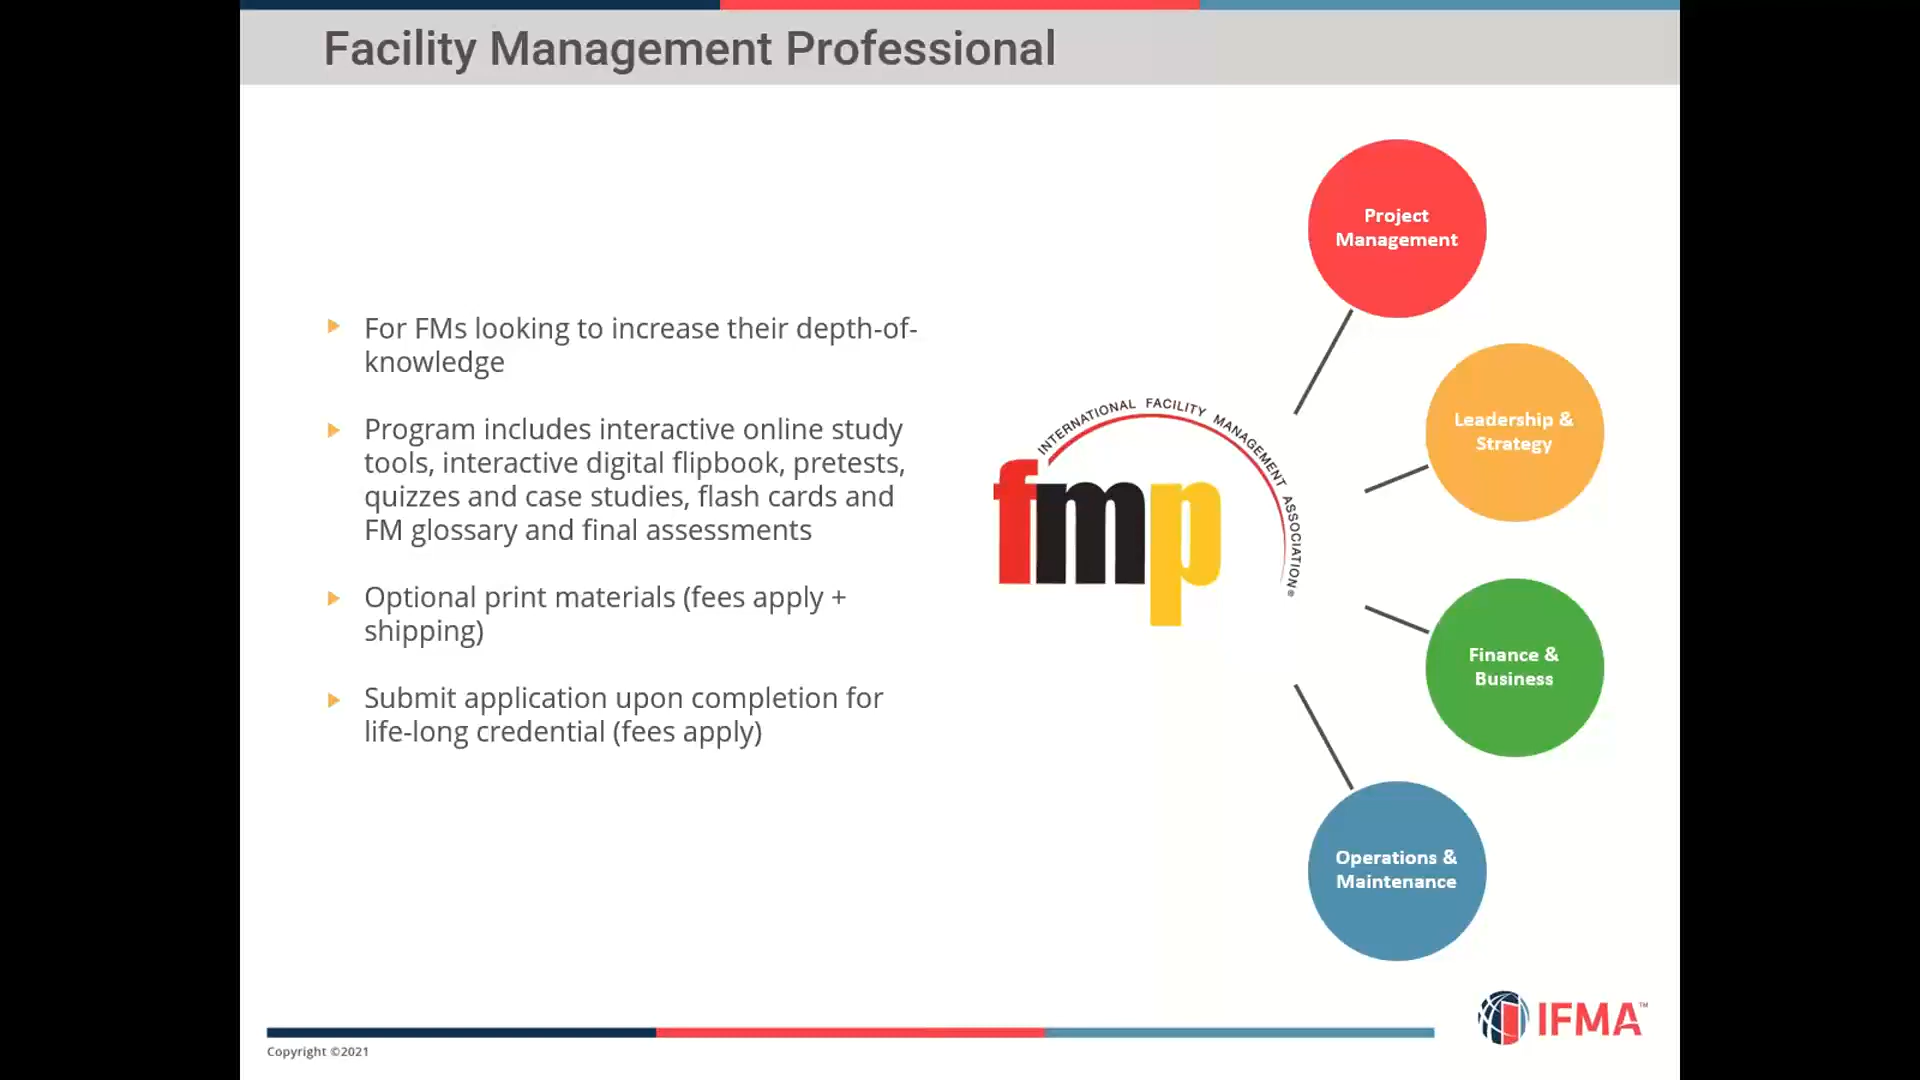 Facility Management Professional
For FMs looking to increase their depth-of-
knowledge
Program includes interactive online study
tools, interactive digital flipbook, pretests,
quizzes and case studies, flash cards and
FM glossary and final assessments
Optional print materials (fees apply +
shipping)
Submit application upon completion for
life-long credential (fees apply)
INTERNATIONAL FACILITY MANAGEMENT ASSOCIATION®
fmp
Project
Management
Leadership &
Strategy
Finance &
Business
Operations &
Maintenance
IFMA™
Copyright ©2021